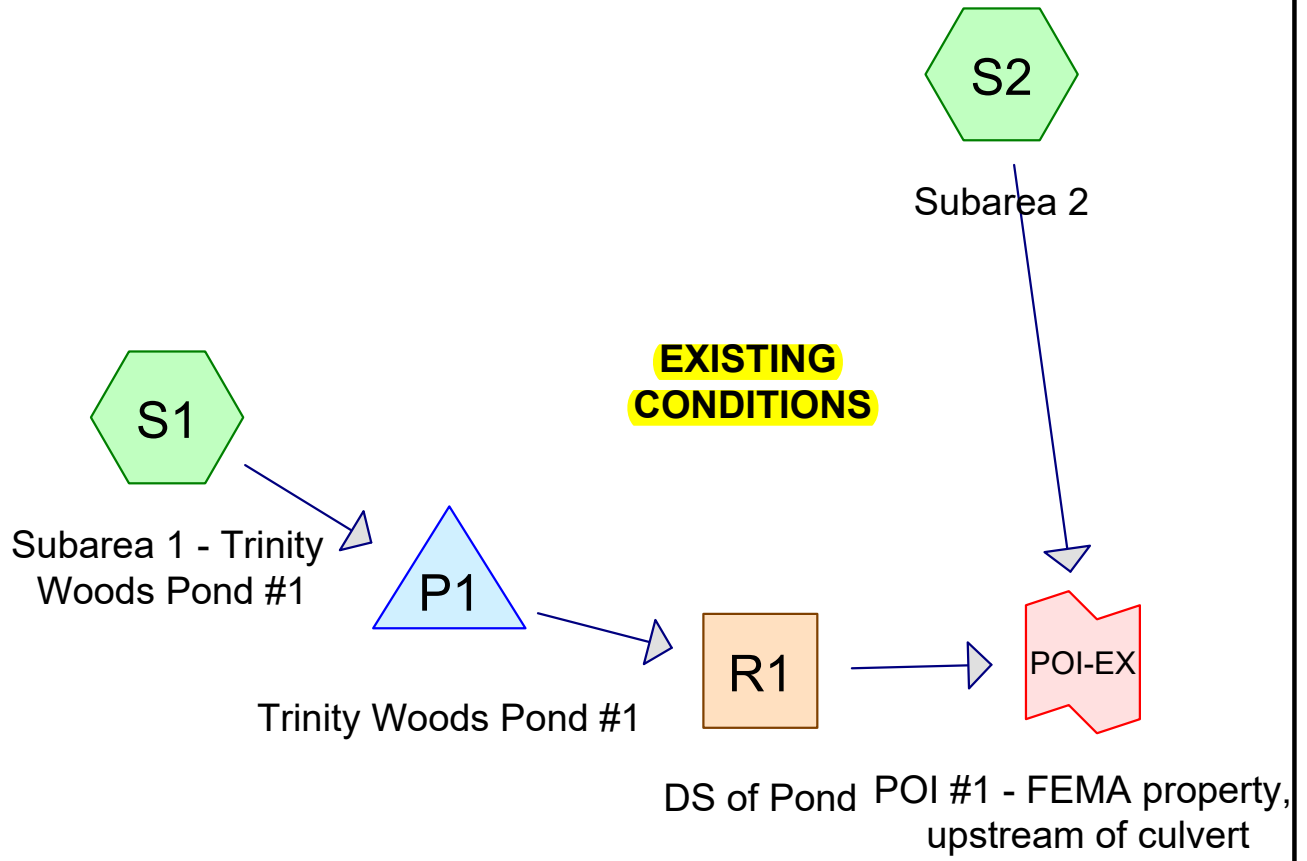 S2
Subarea 2
EXISTING
CONDITIONS
S1
Subarea 1 - Trinity
Woods Pond #1
P1
Trinity Woods Pond #1
R1
DS of Pond
POI-EX
POI #1 - FEMA property,
upstream of culvert